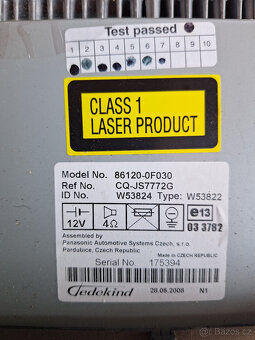 Test passed
1 2 3 4 5 6 7 8 9 10
CLASS 1
LASER PRODUCT
Model No. 86120-0F030
Ref No. CQ-JS7772G
ID No. W53824 Type: W53822
12V 4Ω e13
03 3762
Assembled by
Panasonic Automotive Systems Czech, s.r.o.
Pardubice, Czech Republic
Made in CZECH REPUBLIC
Serial No. 175394
Gedekind 28.06.2008 N1